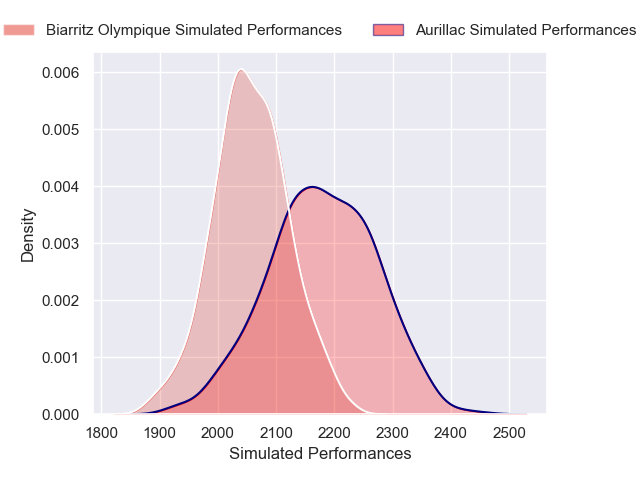 Biarritz Olympique Simulated Performances Aurillac Simulated Performances
0.006
0.005
0.004
0.003
0.002
0.001
0.000
Density
1800 1900 2000 2100 2200 2300 2400 2500
Simulated Performances